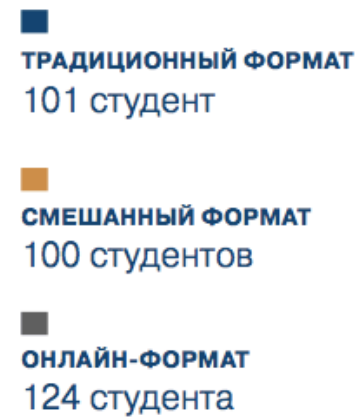 ТРАДИЦИОННЫЙ ФОРМАТ
101 студент
СМЕШАННЫЙ ФОРМАТ
100 студентов
ОНЛАЙН-ФОРМАТ
124 студента